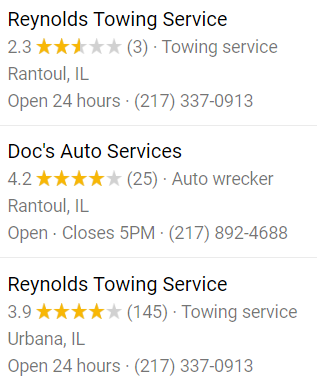 Reynolds Towing Service
2.3 (3) · Towing service
Rantoul, IL
Open 24 hours · (217) 337-0913
Doc's Auto Services
4.2 (25) · Auto wrecker
Rantoul, IL
Open · Closes 5PM · (217) 892-4688
Reynolds Towing Service
3.9 (145) · Towing service
Urbana, IL
Open 24 hours · (217) 337-0913